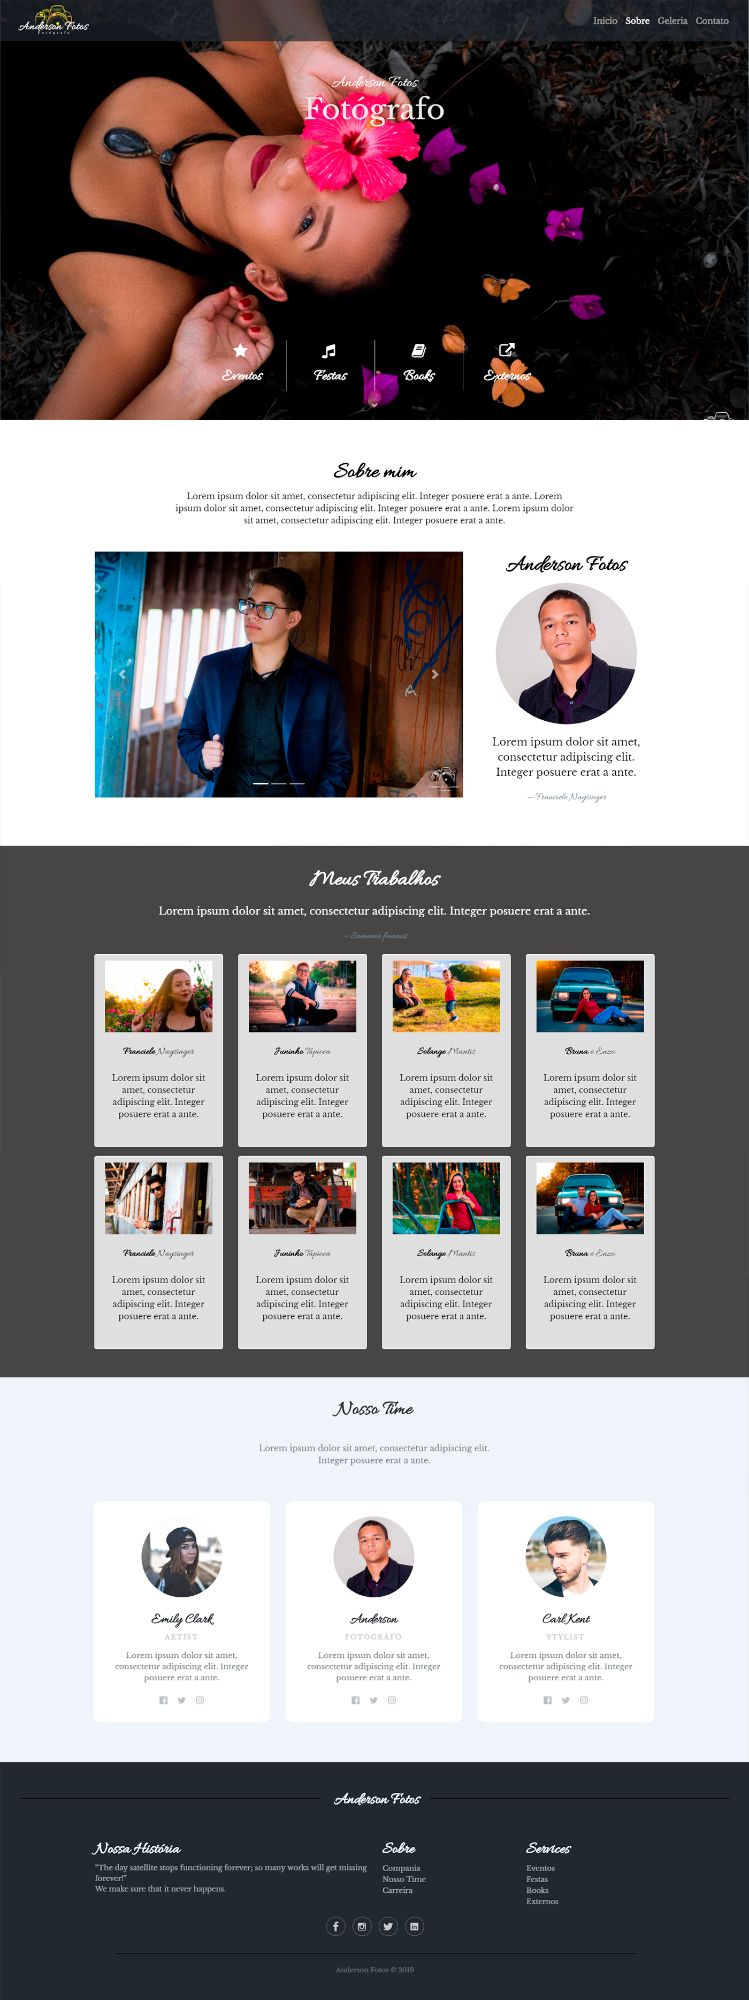 Anderson Fotos
Fotógrafo
Inicio Sobre Geleria Contato
Anderson Fotos
Fotógrafo
Eventos Festas Books Externos
Sobre mim
Lorem ipsum dolor sit amet, consectetur adipiscing elit. Integer posuere erat a ante. Lorem
ipsum dolor sit amet, consectetur adipiscing elit. Integer posuere erat a ante. Lorem ipsum dolor
sit amet, consectetur adipiscing elit. Integer posuere erat a ante.
Anderson Fotos
Lorem ipsum dolor sit amet,
consectetur adipiscing elit.
Integer posuere erat a ante.
— Franciele Naysinger
Meus Trabalhos
Lorem ipsum dolor sit amet, consectetur adipiscing elit. Integer posuere erat a ante.
— Someone famous
Franciele Naysinger
Lorem ipsum dolor sit
amet, consectetur
adipiscing elit. Integer
posuere erat a ante.
Juninho Tapioca
Lorem ipsum dolor sit
amet, consectetur
adipiscing elit. Integer
posuere erat a ante.
Solange Mantis
Lorem ipsum dolor sit
amet, consectetur
adipiscing elit. Integer
posuere erat a ante.
Bruna e Enzo
Lorem ipsum dolor sit
amet, consectetur
adipiscing elit. Integer
posuere erat a ante.
Franciele Naysinger
Lorem ipsum dolor sit
amet, consectetur
adipiscing elit. Integer
posuere erat a ante.
Juninho Tapioca
Lorem ipsum dolor sit
amet, consectetur
adipiscing elit. Integer
posuere erat a ante.
Solange Mantis
Lorem ipsum dolor sit
amet, consectetur
adipiscing elit. Integer
posuere erat a ante.
Bruna e Enzo
Lorem ipsum dolor sit
amet, consectetur
adipiscing elit. Integer
posuere erat a ante.
Nosso Time
Lorem ipsum dolor sit amet, consectetur adipiscing elit.
Integer posuere erat a ante.
Emily Clark
ARTIST
Lorem ipsum dolor sit amet,
consectetur adipiscing elit. Integer
posuere erat a ante.
Anderson
FOTOGRÁFO
Lorem ipsum dolor sit amet,
consectetur adipiscing elit. Integer
posuere erat a ante.
Carl Kent
STYLIST
Lorem ipsum dolor sit amet,
consectetur adipiscing elit. Integer
posuere erat a ante.
Anderson Fotos
Nossa História
"The day satellite stops functioning forever; so many works will get missing
forever!"
We make sure that it never happens.
Sobre
Compania
Nosso Time
Carreira
Services
Eventos
Festas
Books
Externos
Anderson Fotos © 2019